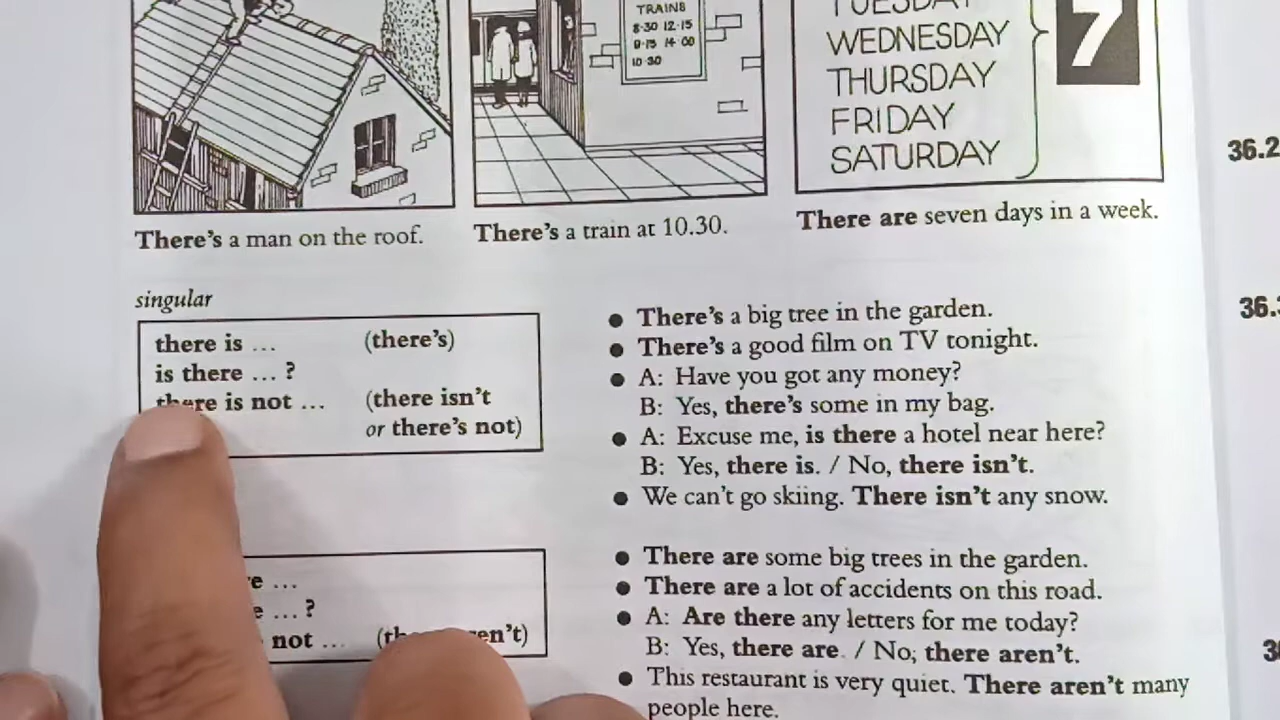 TRAINS
8·30 12·15
9·15 14·00
10·30
TUESDAY
WEDNESDAY
THURSDAY
FRIDAY
SATURDAY
7
There's a man on the roof.
There's a train at 10.30.
There are seven days in a week.
singular
there is ... (there's)
is there ... ?
there is not ... (there isn't
or there's not)
● There's a big tree in the garden.
● There's a good film on TV tonight.
● A: Have you got any money?
B: Yes, there's some in my bag.
● A: Excuse me, is there a hotel near here?
B: Yes, there is. / No, there isn't.
● We can't go skiing. There isn't any snow.
... ?
not ...
● There are some big trees in the garden.
● There are a lot of accidents on this road.
● A: Are there any letters for me today?
B: Yes, there are. / No, there aren't.
● This restaurant is very quiet. There aren't many
people here.
36.2